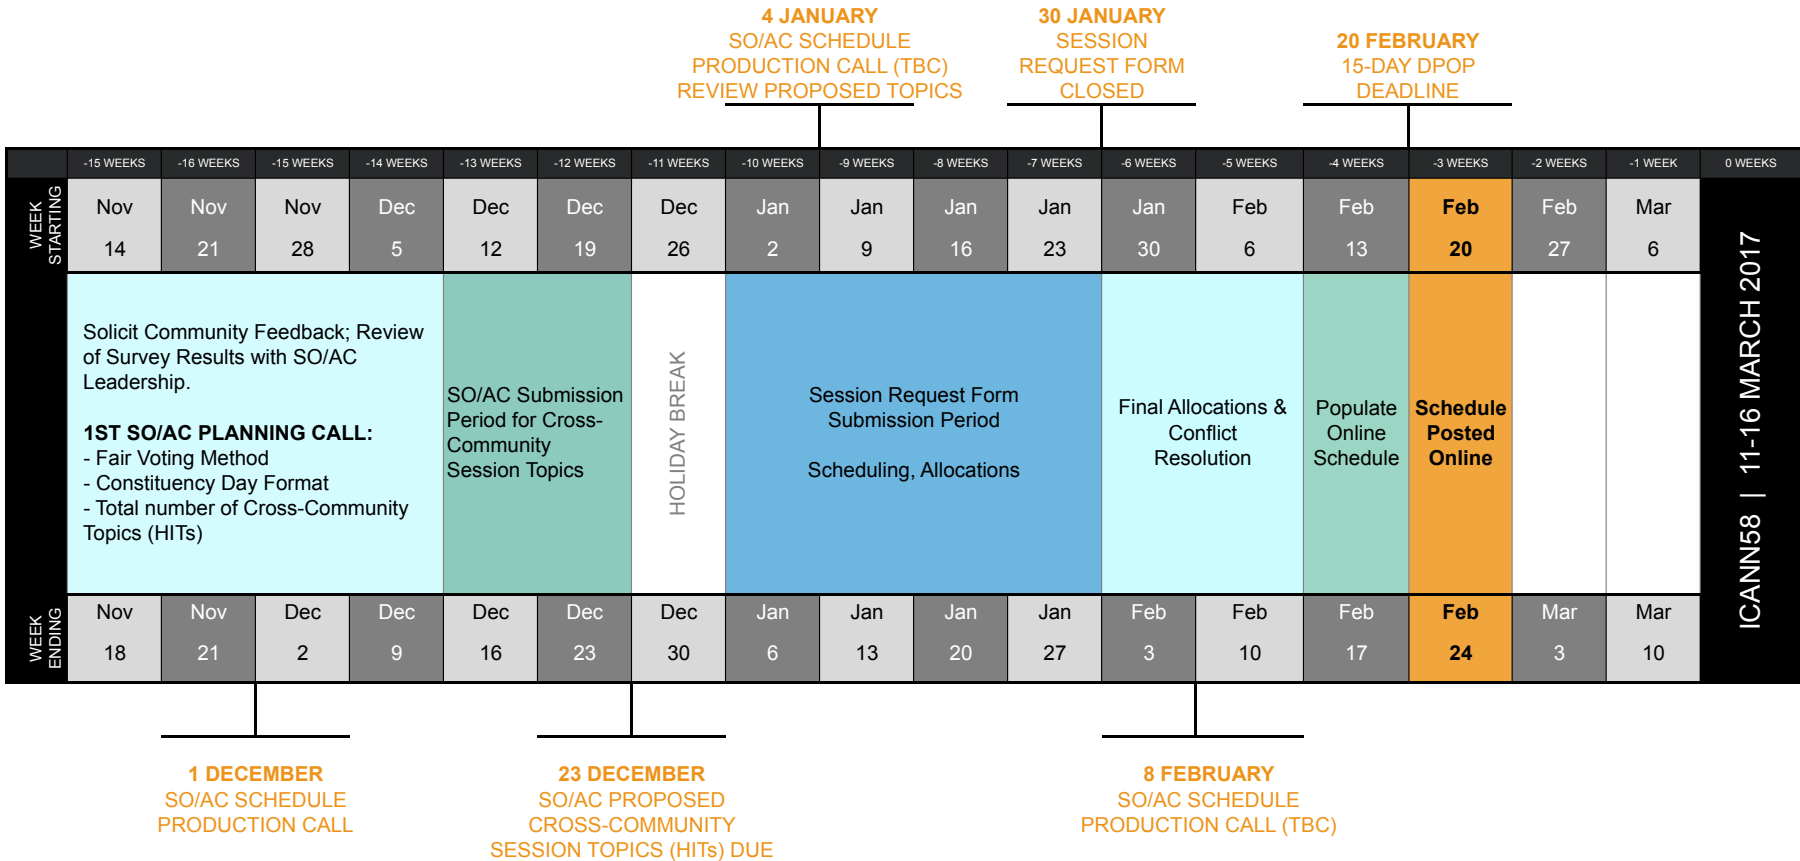 4 JANUARY
SO/AC SCHEDULE
PRODUCTION CALL (TBC)
REVIEW PROPOSED TOPICS
30 JANUARY
SESSION
REQUEST FORM
CLOSED
20 FEBRUARY
15-DAY DPOP
DEADLINE
-15 WEEKS -16 WEEKS -15 WEEKS -14 WEEKS -13 WEEKS -12 WEEKS -11 WEEKS -10 WEEKS -9 WEEKS -8 WEEKS -7 WEEKS -6 WEEKS -5 WEEKS -4 WEEKS -3 WEEKS -2 WEEKS -1 WEEK 0 WEEKS
WEEK
STARTING
Nov Nov Nov Dec Dec Dec Dec Jan Jan Jan Jan Jan Feb Feb Feb Feb Mar
14 21 28 5 12 19 26 2 9 16 23 30 6 13 20 27 6
Solicit Community Feedback; Review
of Survey Results with SO/AC
Leadership.
1ST SO/AC PLANNING CALL:
- Fair Voting Method
- Constituency Day Format
- Total number of Cross-Community
Topics (HITs)
SO/AC Submission
Period for Cross-
Community
Session Topics
HOLIDAY BREAK
Session Request Form
Submission Period
Scheduling, Allocations
Final Allocations &
Conflict
Resolution
Populate
Online
Schedule
Schedule
Posted
Online
ICANN58 | 11-16 MARCH 2017
WEEK
ENDING
Nov Nov Dec Dec Dec Dec Dec Jan Jan Jan Jan Feb Feb Feb Feb Mar Mar
18 21 2 9 16 23 30 6 13 20 27 3 10 17 24 3 10
1 DECEMBER
SO/AC SCHEDULE
PRODUCTION CALL
23 DECEMBER
SO/AC PROPOSED
CROSS-COMMUNITY
SESSION TOPICS (HITs) DUE
8 FEBRUARY
SO/AC SCHEDULE
PRODUCTION CALL (TBC)